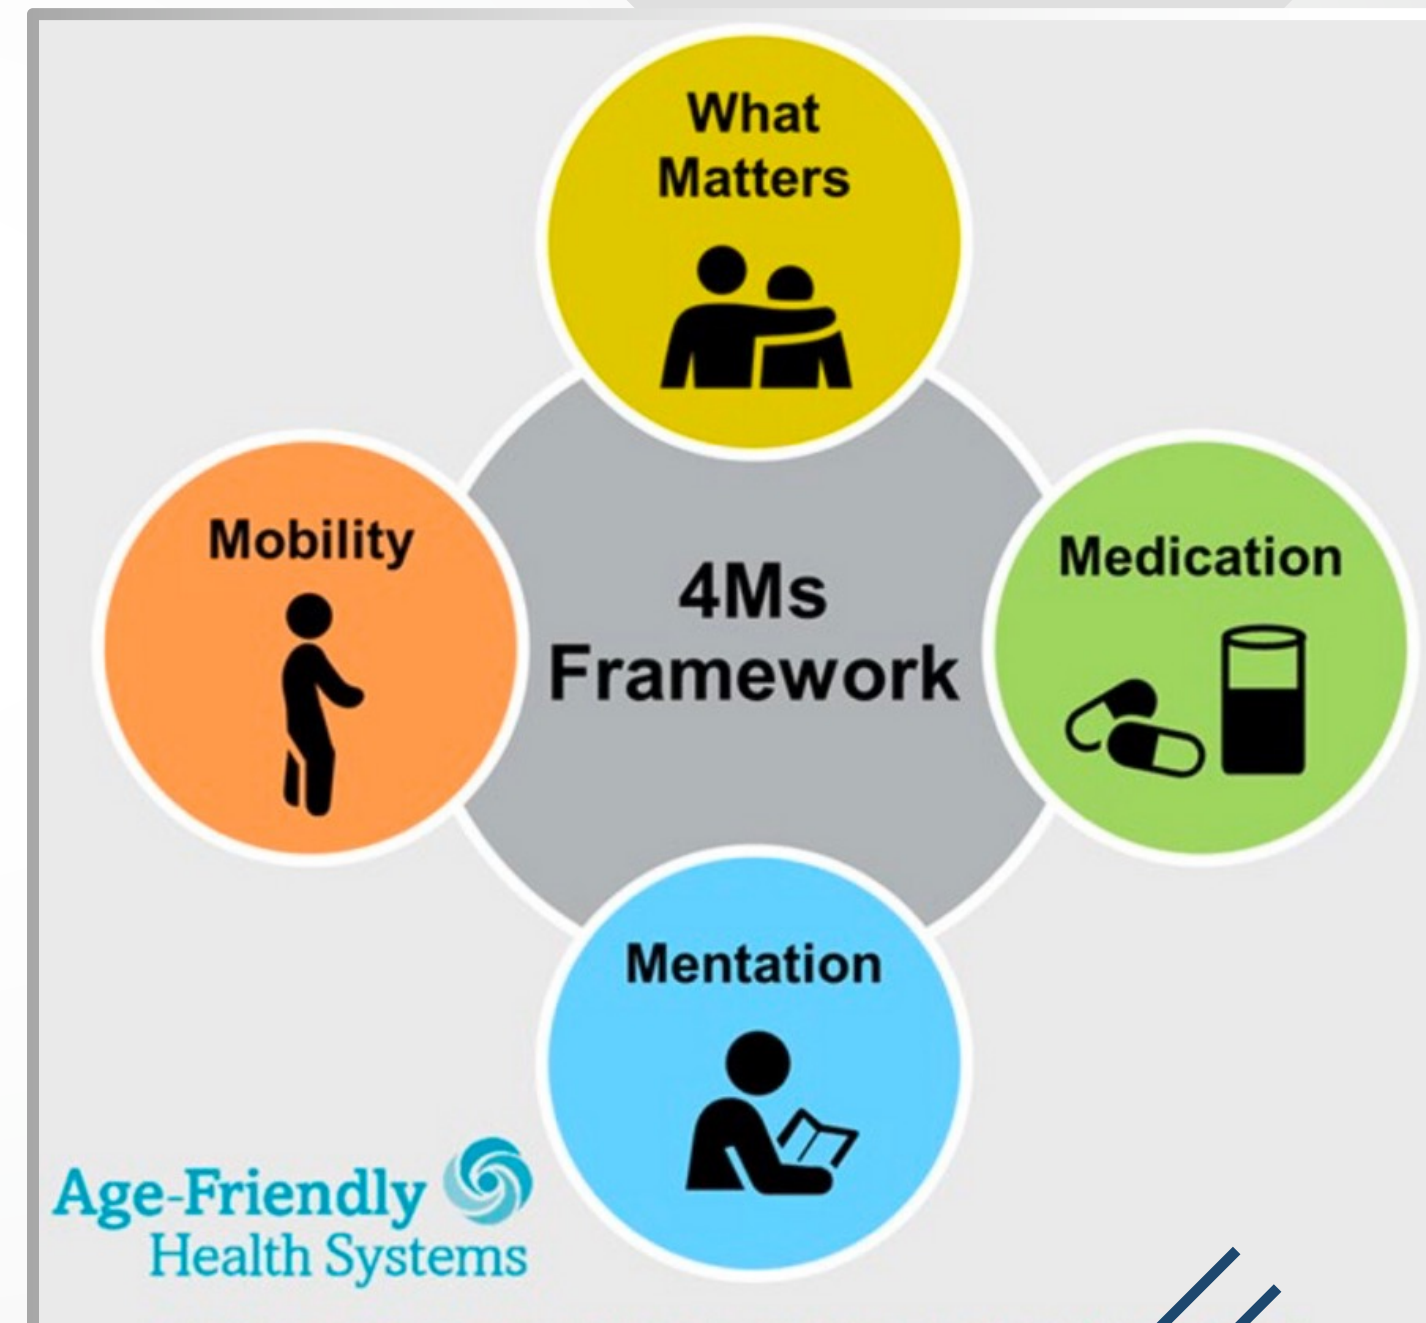 What
Matters
Mobility
4Ms
Framework
Medication
Mentation
Age-Friendly
Health Systems